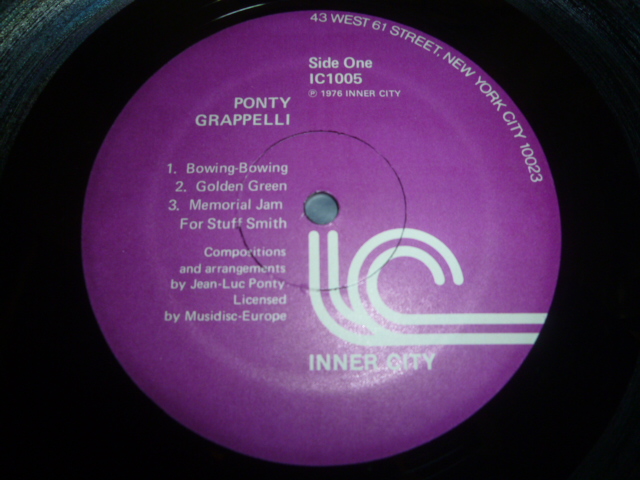 43 WEST 61 STREET, NEW YORK CITY 10023
Side One
IC1005
℗ 1976 INNER CITY
PONTY
GRAPPELLI
1. Bowing-Bowing
2. Golden Green
3. Memorial Jam
For Stuff Smith
Compositions
and arrangements
by Jean-Luc Ponty
Licensed
by Musidisc-Europe
IC
INNER CITY